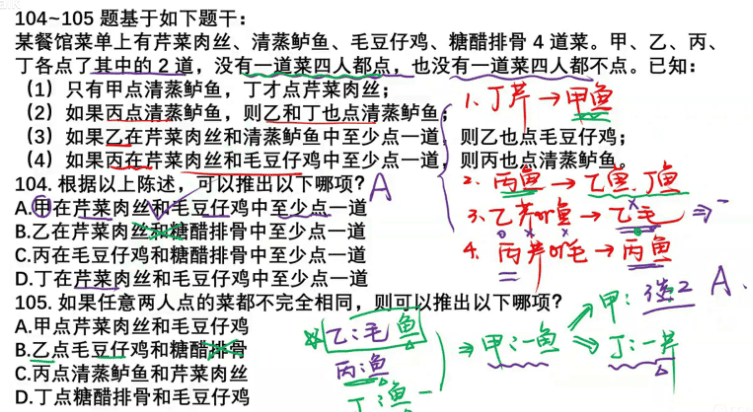 104~105 题基于如下题干：
某餐馆菜单上有芹菜肉丝、清蒸鲈鱼、毛豆仔鸡、糖醋排骨 4 道菜。甲、乙、丙、
丁各点了其中的 2 道，没有一道菜四人都点，也没有一道菜四人都不点。已知：
（1）只有甲点清蒸鲈鱼，丁才点芹菜肉丝；
（2）如果丙点清蒸鲈鱼，则乙和丁也点清蒸鲈鱼；
（3）如果乙在芹菜肉丝和清蒸鲈鱼中至少点一道，则乙也点毛豆仔鸡；
（4）如果丙在芹菜肉丝和毛豆仔鸡中至少点一道，则丙也点清蒸鲈鱼。
1. 丁芹→甲鱼
2. 丙鱼→乙鱼、丁鱼
3. 乙芹or鱼→乙毛 ⇒
4. 丙芹or毛→丙鱼
104. 根据以上陈述，可以推出以下哪项？ A
A.甲在芹菜肉丝和毛豆仔鸡中至少点一道
B.乙在芹菜肉丝和糖醋排骨中至少点一道
C.丙在毛豆仔鸡和糖醋排骨中至少点一道
D.丁在芹菜肉丝和毛豆仔鸡中至少点一道
105. 如果任意两人点的菜都不完全相同，则可以推出以下哪项？
A.甲点芹菜肉丝和毛豆仔鸡
B.乙点毛豆仔鸡和糖醋排骨
C.丙点清蒸鲈鱼和芹菜肉丝
D.丁点糖醋排骨和毛豆仔鸡
乙:毛 鱼
丙:渔
丁:渔一
⇒ 甲:一鱼 ⇒ 丁:一芹
甲: 2 A.